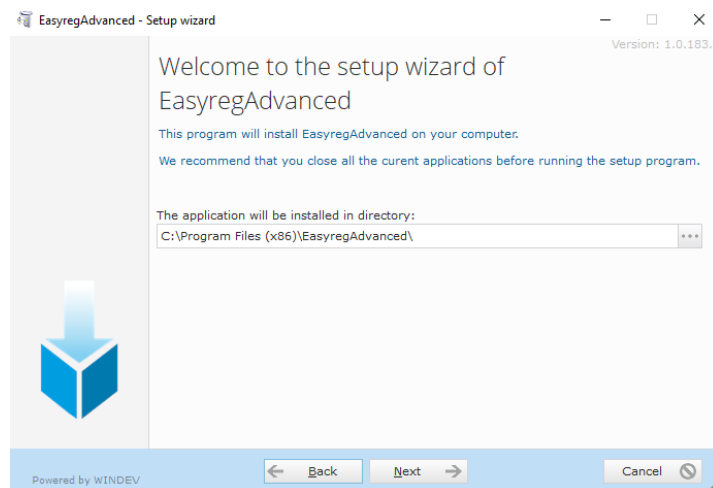 EasyregAdvanced - Setup wizard
Version: 1.0.183.
Welcome to the setup wizard of
EasyregAdvanced
This program will install EasyregAdvanced on your computer.
We recommend that you close all the curent applications before running the setup program.
The application will be installed in directory:
C:\Program Files (x86)\EasyregAdvanced\
...
Back
Next
Cancel
Powered by WINDEV